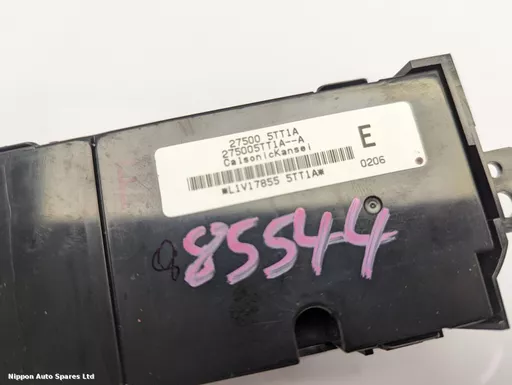 27500 5TT1A
275005TT1A--A
CalsonicKansei
E
0206
*L1V17855 5TT1A*
85544
Nippon Auto Spares Ltd